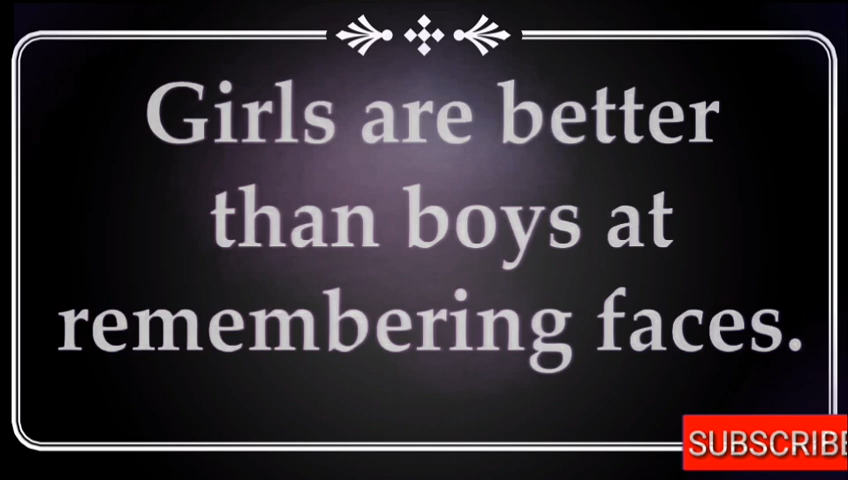 Girls are better
than boys at
remembering faces.
SUBSCRIBE